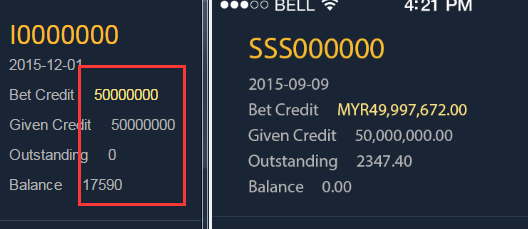 I0000000
2015-12-01
Bet Credit 50000000
Given Credit 50000000
Outstanding 0
Balance 17590
BELL 4:21 PM
SSS000000
2015-09-09
Bet Credit MYR49,997,672.00
Given Credit 50,000,000.00
Outstanding 2347.40
Balance 0.00